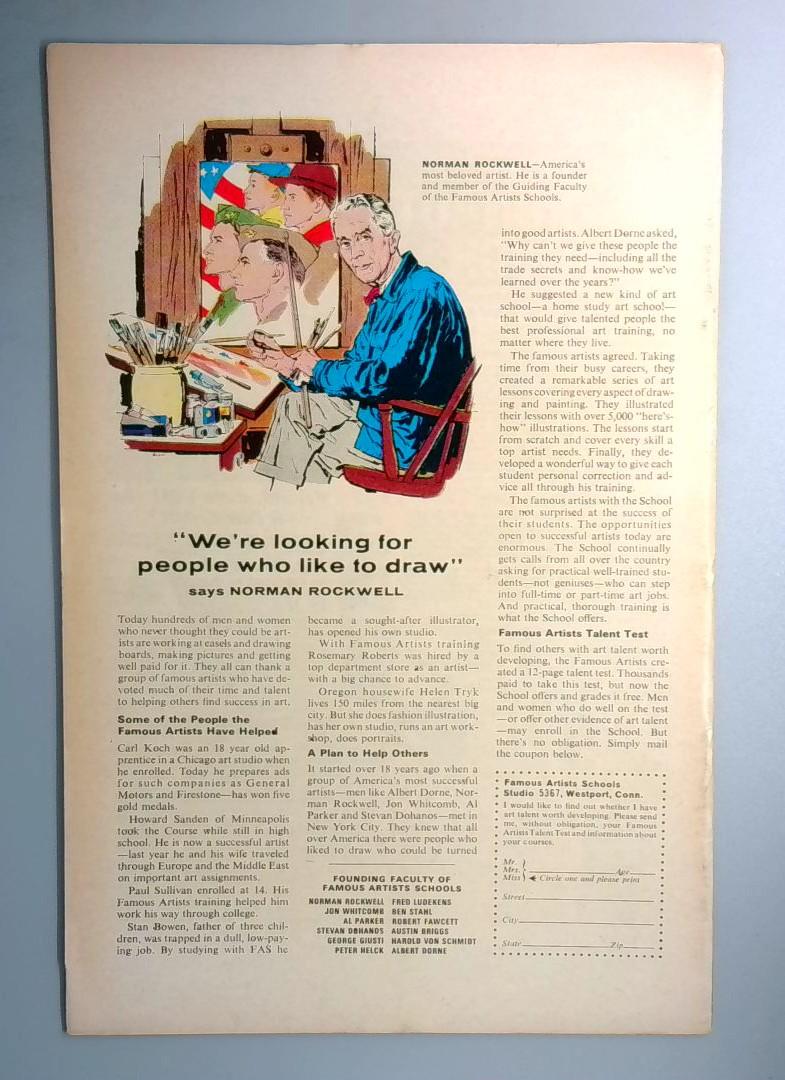 NORMAN ROCKWELL—America's
most beloved artist. He is a founder
and member of the Guiding Faculty
of the Famous Artists Schools.
"We're looking for
people who like to draw"
says NORMAN ROCKWELL
Today hundreds of men and women
who never thought they could be art-
ists are working at easels and drawing
boards, making pictures and getting
well paid for it. They all can thank a
group of famous artists who have de-
voted much of their time and talent
to helping others find success in art.
Some of the People the
Famous Artists Have Helped
Carl Koch was an 18 year old ap-
prentice in a Chicago art studio when
he enrolled. Today he prepares ads
for such companies as General
Motors and Firestone—has won five
gold medals.
Howard Sanden of Minneapolis
took the Course while still in high
school. He is now a successful artist
—last year he and his wife traveled
through Europe and the Middle East
on important art assignments.
Paul Sullivan enrolled at 14. His
Famous Artists training helped him
work his way through college.
Stan Bowen, father of three chil-
dren, was trapped in a dull, low-pay-
ing job. By studying with FAS he
became a sought-after illustrator,
has opened his own studio.
With Famous Artists training
Rosemary Roberts was hired by a
top department store as an artist—
with a big chance to advance.
Oregon housewife Helen Tryk
lives 150 miles from the nearest big
city. But she does fashion illustration,
has her own studio, runs an art work-
shop, does portraits.
A Plan to Help Others
It started over 18 years ago when a
group of America's most successful
artists—men like Albert Dorne, Nor-
man Rockwell, Jon Whitcomb, Al
Parker and Stevan Dohanos—met in
New York City. They knew that all
over America there were people who
liked to draw who could be turned
FOUNDING FACULTY OF
FAMOUS ARTISTS SCHOOLS
NORMAN ROCKWELL FRED LUDEKENS
JON WHITCOMB BEN STAHL
AL PARKER ROBERT FAWCETT
STEVAN DOHANOS AUSTIN BRIGGS
GEORGE GIUSTI HAROLD VON SCHMIDT
PETER HELCK ALBERT DORNE
into good artists. Albert Dorne asked,
"Why can't we give these people the
training they need—including all the
trade secrets and know-how we've
learned over the years?"
He suggested a new kind of art
school—a home study art school—
that would give talented people the
best professional art training, no
matter where they live.
The famous artists agreed. Taking
time from their busy careers, they
created a remarkable series of art
lessons covering every aspect of draw-
ing and painting. They illustrated
their lessons with over 5,000 "here's-
how" illustrations. The lessons start
from scratch and cover every skill a
top artist needs. Finally, they de-
veloped a wonderful way to give each
student personal correction and ad-
vice all through his training.
The famous artists with the School
are not surprised at the success of
their students. The opportunities
open to successful artists today are
enormous. The School continually
gets calls from all over the country
asking for practical well-trained stu-
dents—not geniuses—who can step
into full-time or part-time art jobs.
And practical, thorough training is
what the School offers.
Famous Artists Talent Test
To find others with art talent worth
developing, the Famous Artists cre-
ated a 12-page talent test. Thousands
paid to take this test, but now the
School offers and grades it free. Men
and women who do well on the test
—or offer other evidence of art talent
—may enroll in the School. But
there's no obligation. Simply mail
the coupon below.
Famous Artists Schools
Studio 5367, Westport, Conn.
I would like to find out whether I have
art talent worth developing. Please send
me, without obligation, your Famous
Artists Talent Test and information about
your courses.
Mr.
Mrs. Age
Miss Circle one and please print
Street
City
State Zip